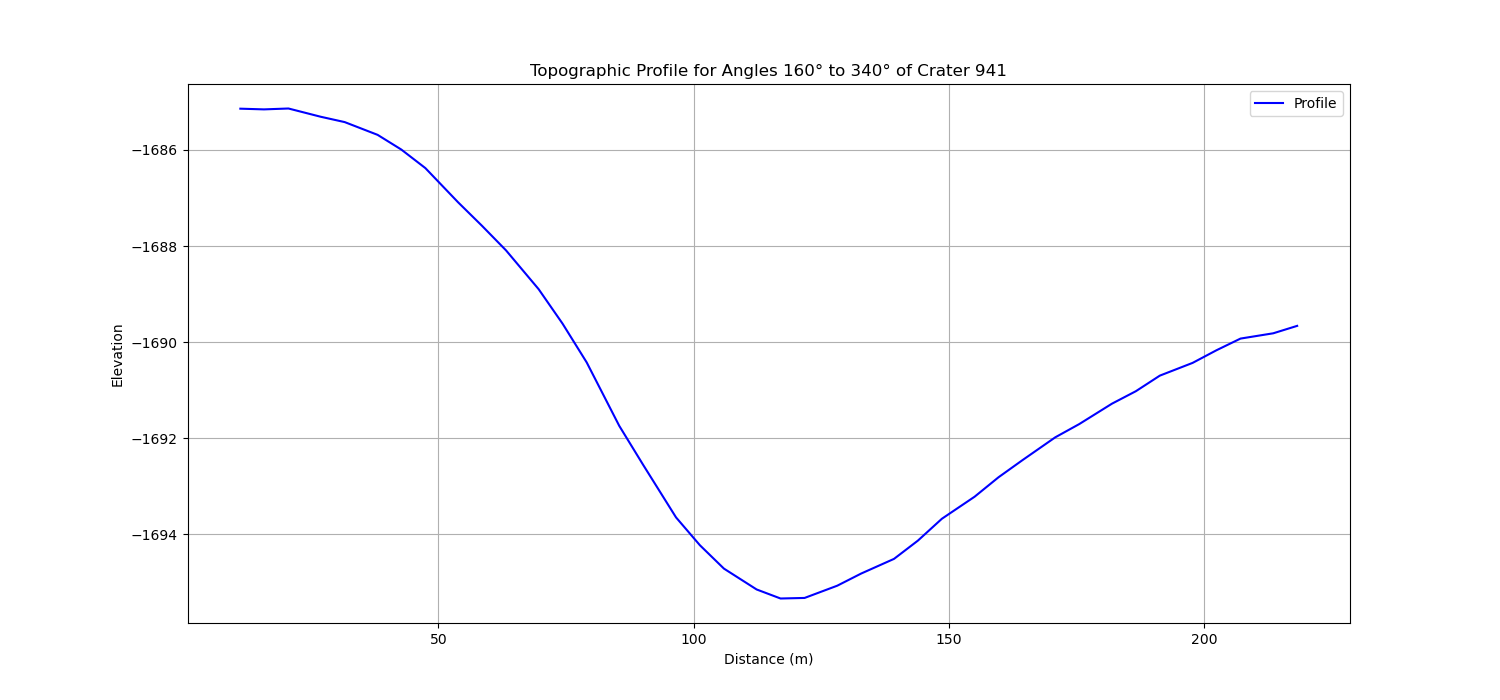 Topographic Profile for Angles 160° to 340° of Crater 941
Profile
−1686
−1688
−1690
−1692
−1694
Elevation
50
100
150
200
Distance (m)